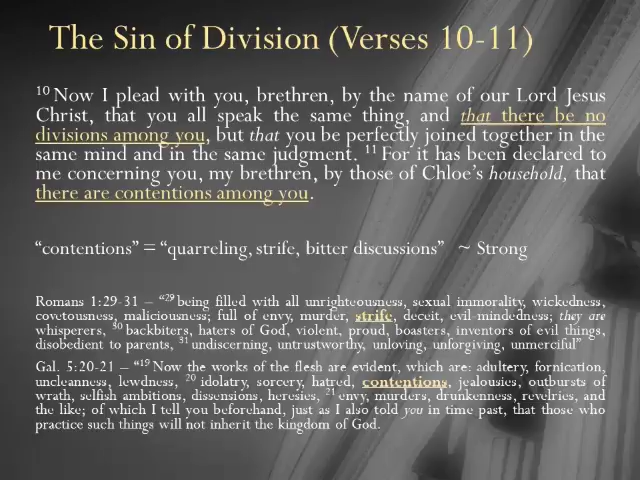 The Sin of Division (Verses 10-11)
10 Now I plead with you, brethren, by the name of our Lord Jesus
Christ, that you all speak the same thing, and that there be no
divisions among you, but that you be perfectly joined together in the
same mind and in the same judgment. 11 For it has been declared to
me concerning you, my brethren, by those of Chloe's household, that
there are contentions among you.
“contentions” = “quarreling, strife, bitter discussions” ~ Strong
Romans 1:29-31 – “29 being filled with all unrighteousness, sexual immorality, wickedness,
covetousness, maliciousness; full of envy, murder, strife, deceit, evil-mindedness; they are
whisperers, 30 backbiters, haters of God, violent, proud, boasters, inventors of evil things,
disobedient to parents, 31 undiscerning, untrustworthy, unloving, unforgiving, unmerciful”
Gal. 5:20-21 – “19 Now the works of the flesh are evident, which are: adultery, fornication,
uncleanness, lewdness, 20 idolatry, sorcery, hatred, contentions, jealousies, outbursts of
wrath, selfish ambitions, dissensions, heresies, 21 envy, murders, drunkenness, revelries, and
the like; of which I tell you beforehand, just as I also told you in time past, that those who
practice such things will not inherit the kingdom of God.